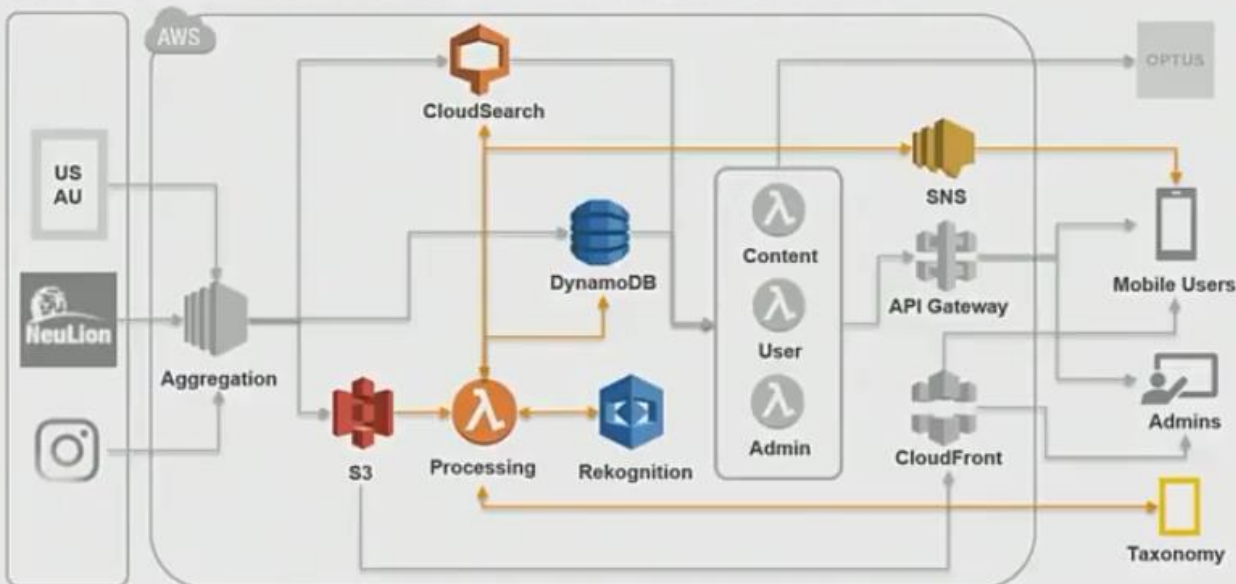 AWS
OPTUS
CloudSearch
US
AU
SNS
Content
DynamoDB
Mobile Users
API Gateway
NeuLion
User
Aggregation
Admins
Admin
CloudFront
S3
Processing
Rekognition
Taxonomy